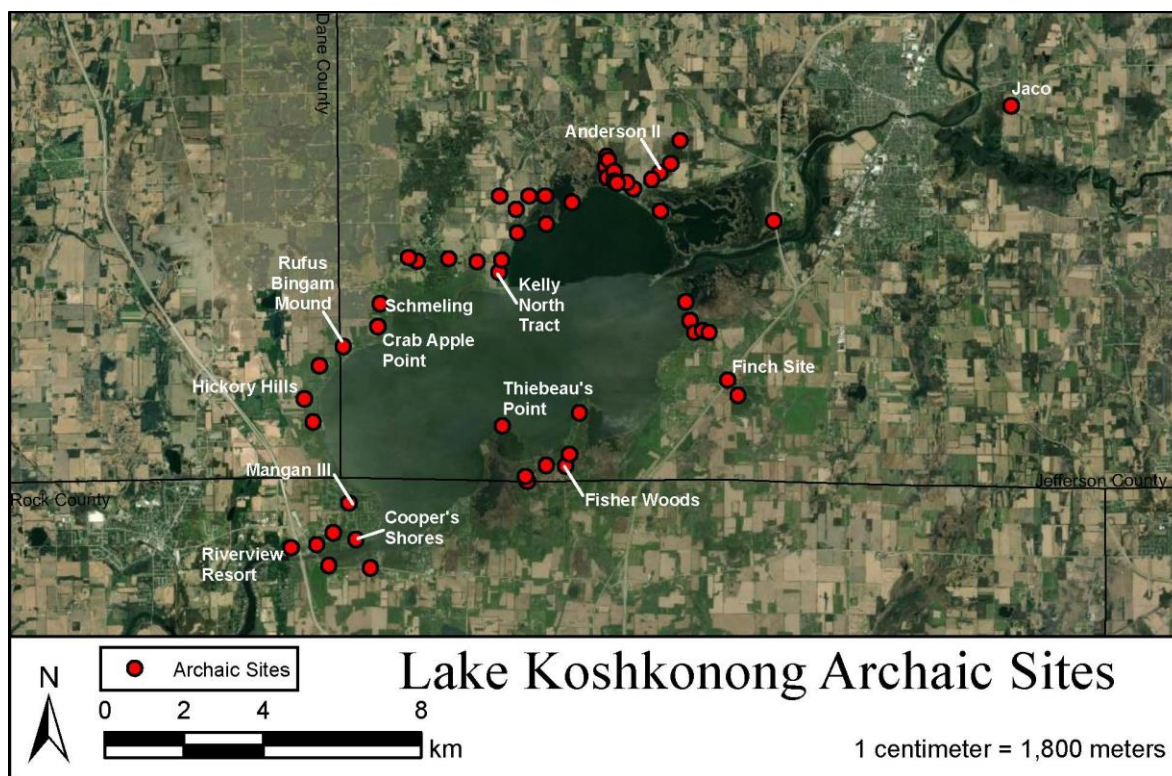 Dane County
Jaco
Anderson II
Rufus
Bingam
Mound
Schmeling
Kelly
North
Tract
Crab Apple
Point
Hickory Hills
Finch Site
Thiebeau's
Point
Mangan III
Rock County
Jefferson County
Fisher Woods
Cooper's
Shores
Riverview
Resort
N
Archaic Sites
0 2 4 8
km
Lake Koshkonong Archaic Sites
1 centimeter = 1,800 meters